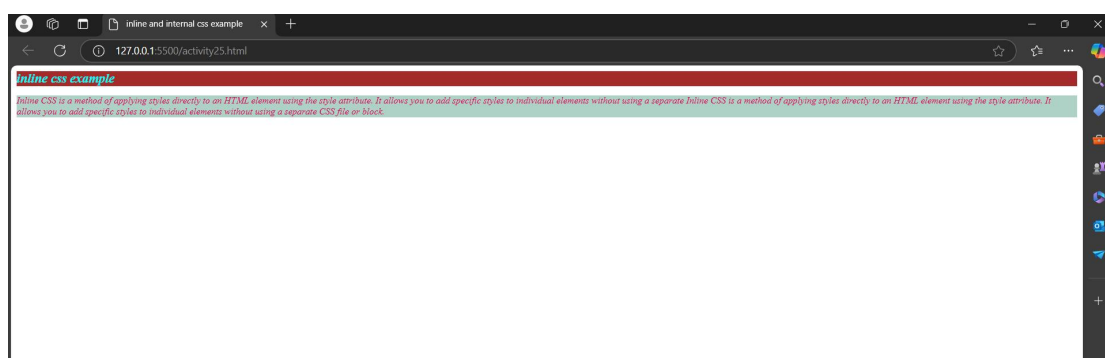 inline and internal css example
127.0.0.1:5500/activity25.html
inline css example
Inline CSS is a method of applying styles directly to an HTML element using the style attribute. It allows you to add specific styles to individual elements without using a separate Inline CSS is a method of applying styles directly to an HTML element using the style attribute. It
allows you to add specific styles to individual elements without using a separate CSS file or block.